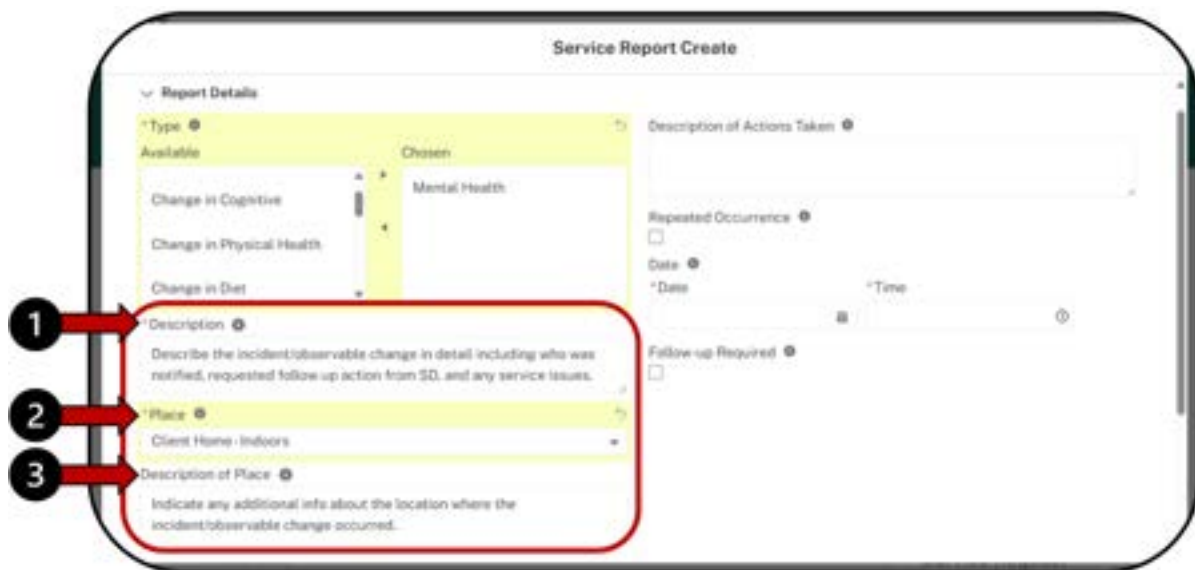 Service Report Create
Report Details
*Type
Available
Chosen
Change in Cognitive
Change in Physical Health
Change in Diet
Mental Health
1
*Description
Describe the incident/observable change in detail including who was
notified, requested follow up action from SD, and any service issues.
2
*Place
Client Home - Indoors
3
Description of Place
Indicate any additional info about the location where the
incident/observable change occurred.
Description of Actions Taken
Repeated Occurrence
Date
*Date
*Time
Follow-up Required